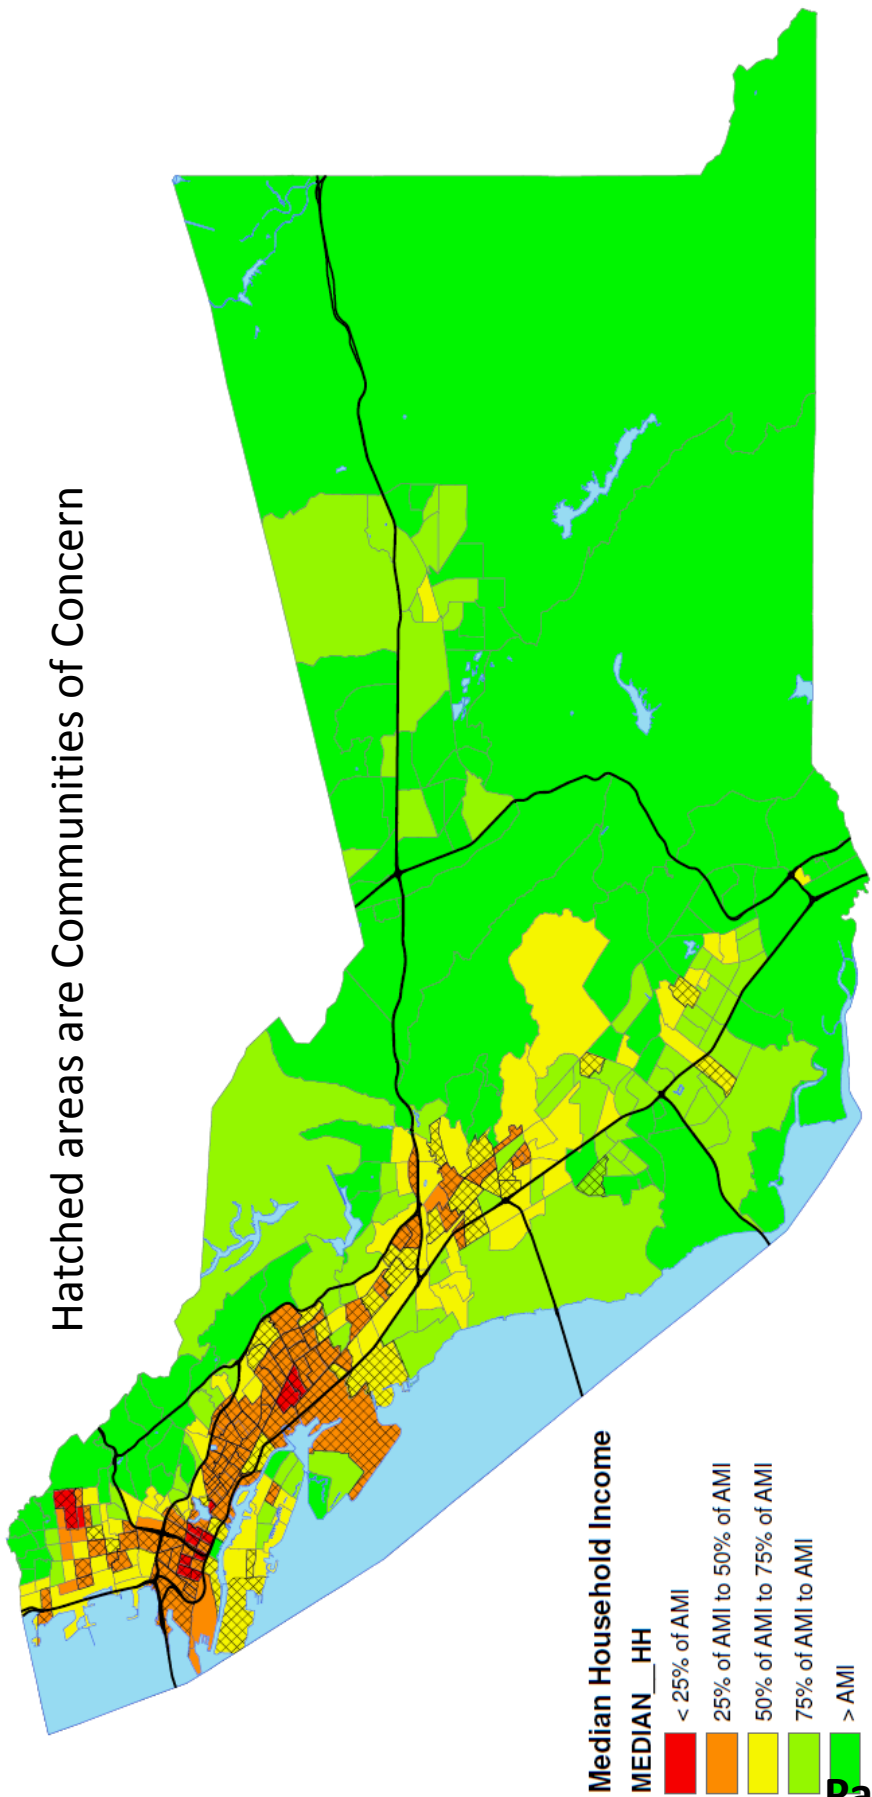 Hatched areas are Communities of Concern
Median Household Income
MEDIAN__HH
< 25% of AMI
25% of AMI to 50% of AMI
50% of AMI to 75% of AMI
75% of AMI to AMI
> AMI
Pa